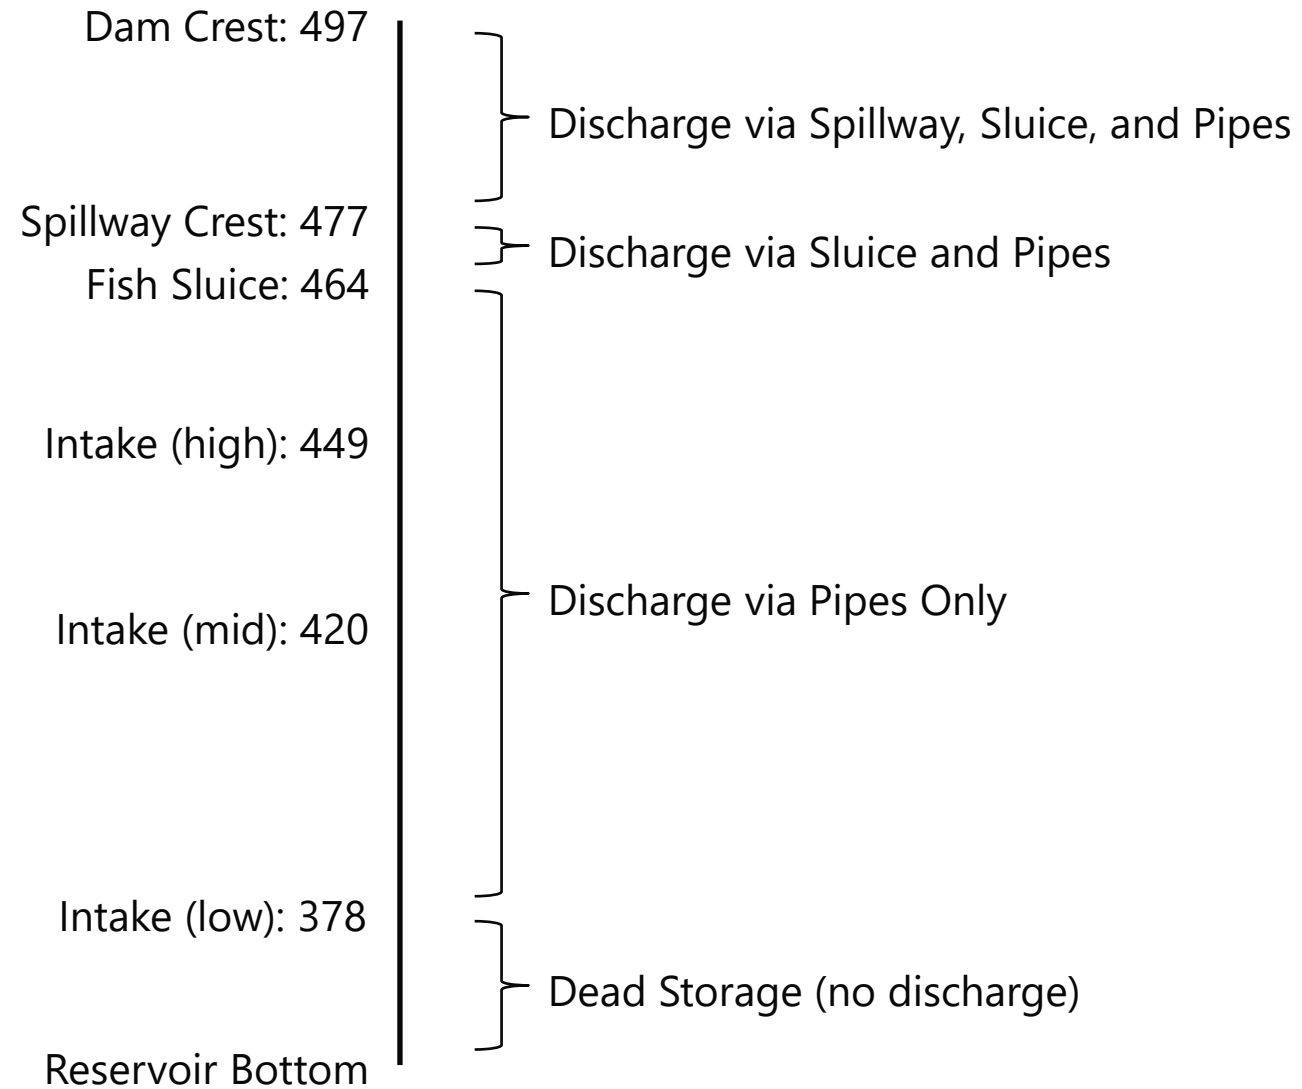 Dam Crest: 497
Discharge via Spillway, Sluice, and Pipes
Spillway Crest: 477
Discharge via Sluice and Pipes
Fish Sluice: 464
Intake (high): 449
Discharge via Pipes Only
Intake (mid): 420
Intake (low): 378
Dead Storage (no discharge)
Reservoir Bottom